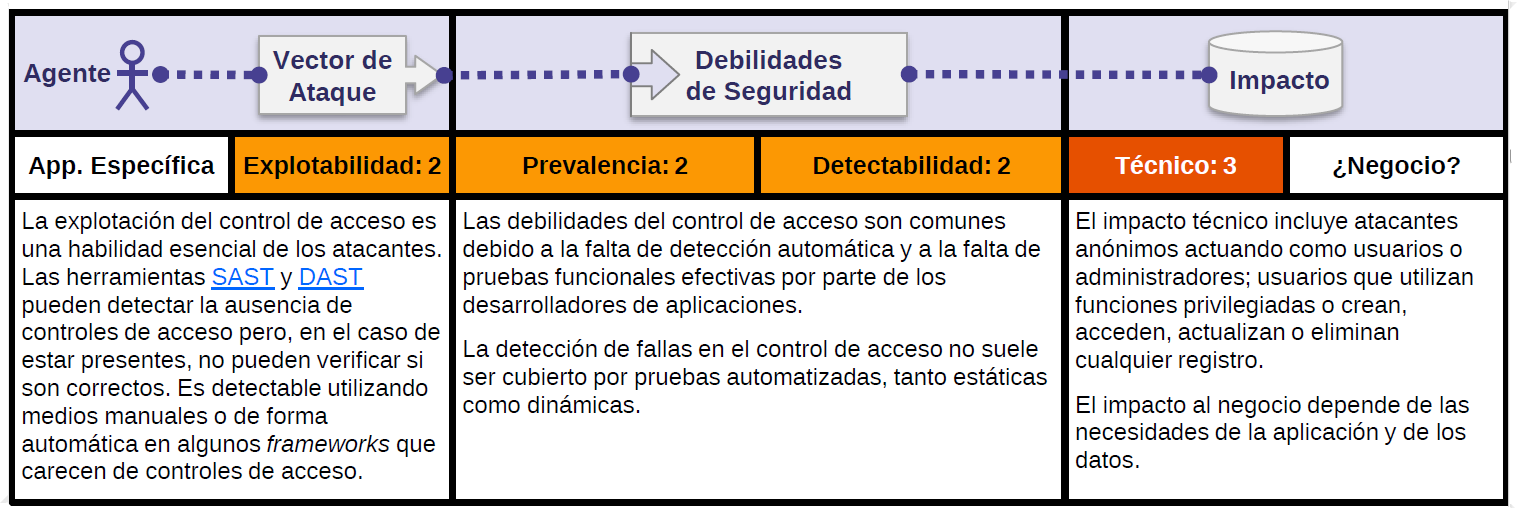 Agente
Vector de
Ataque
Debilidades
de Seguridad
Impacto
App. Específica
Explotabilidad: 2
Prevalencia: 2
Detectabilidad: 2
Técnico: 3
¿Negocio?
La explotación del control de acceso es
una habilidad esencial de los atacantes.
Las herramientas SAST y DAST
pueden detectar la ausencia de
controles de acceso pero, en el caso de
estar presentes, no pueden verificar si
son correctos. Es detectable utilizando
medios manuales o de forma
automática en algunos frameworks que
carecen de controles de acceso.
Las debilidades del control de acceso son comunes
debido a la falta de detección automática y a la falta de
pruebas funcionales efectivas por parte de los
desarrolladores de aplicaciones.
La detección de fallas en el control de acceso no suele
ser cubierto por pruebas automatizadas, tanto estáticas
como dinámicas.
El impacto técnico incluye atacantes
anónimos actuando como usuarios o
administradores; usuarios que utilizan
funciones privilegiadas o crean,
acceden, actualizan o eliminan
cualquier registro.
El impacto al negocio depende de las
necesidades de la aplicación y de los
datos.